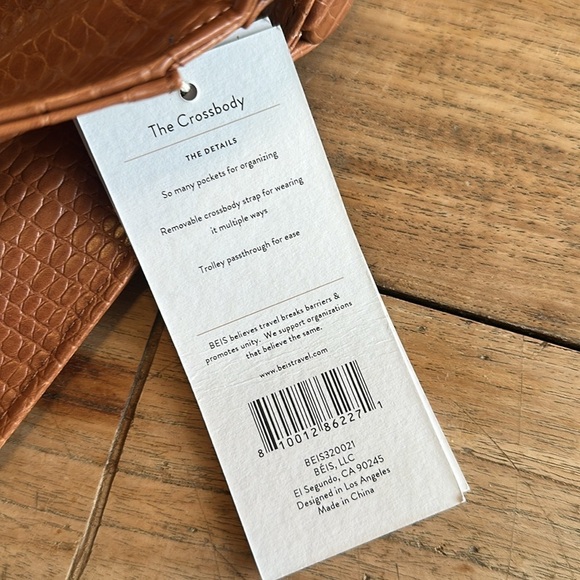 The Crossbody
THE DETAILS
So many pockets for organizing
Removable crossbody strap for wearing
it multiple ways
Trolley passthrough for ease
BEIS believes travel breaks barriers &
promotes unity. We support organizations
that believe the same.
www.beistravel.com
8 10012 86227 1
BEIS320021
BÉIS, LLC
El Segundo, CA 90245
Designed in Los Angeles
Made in China